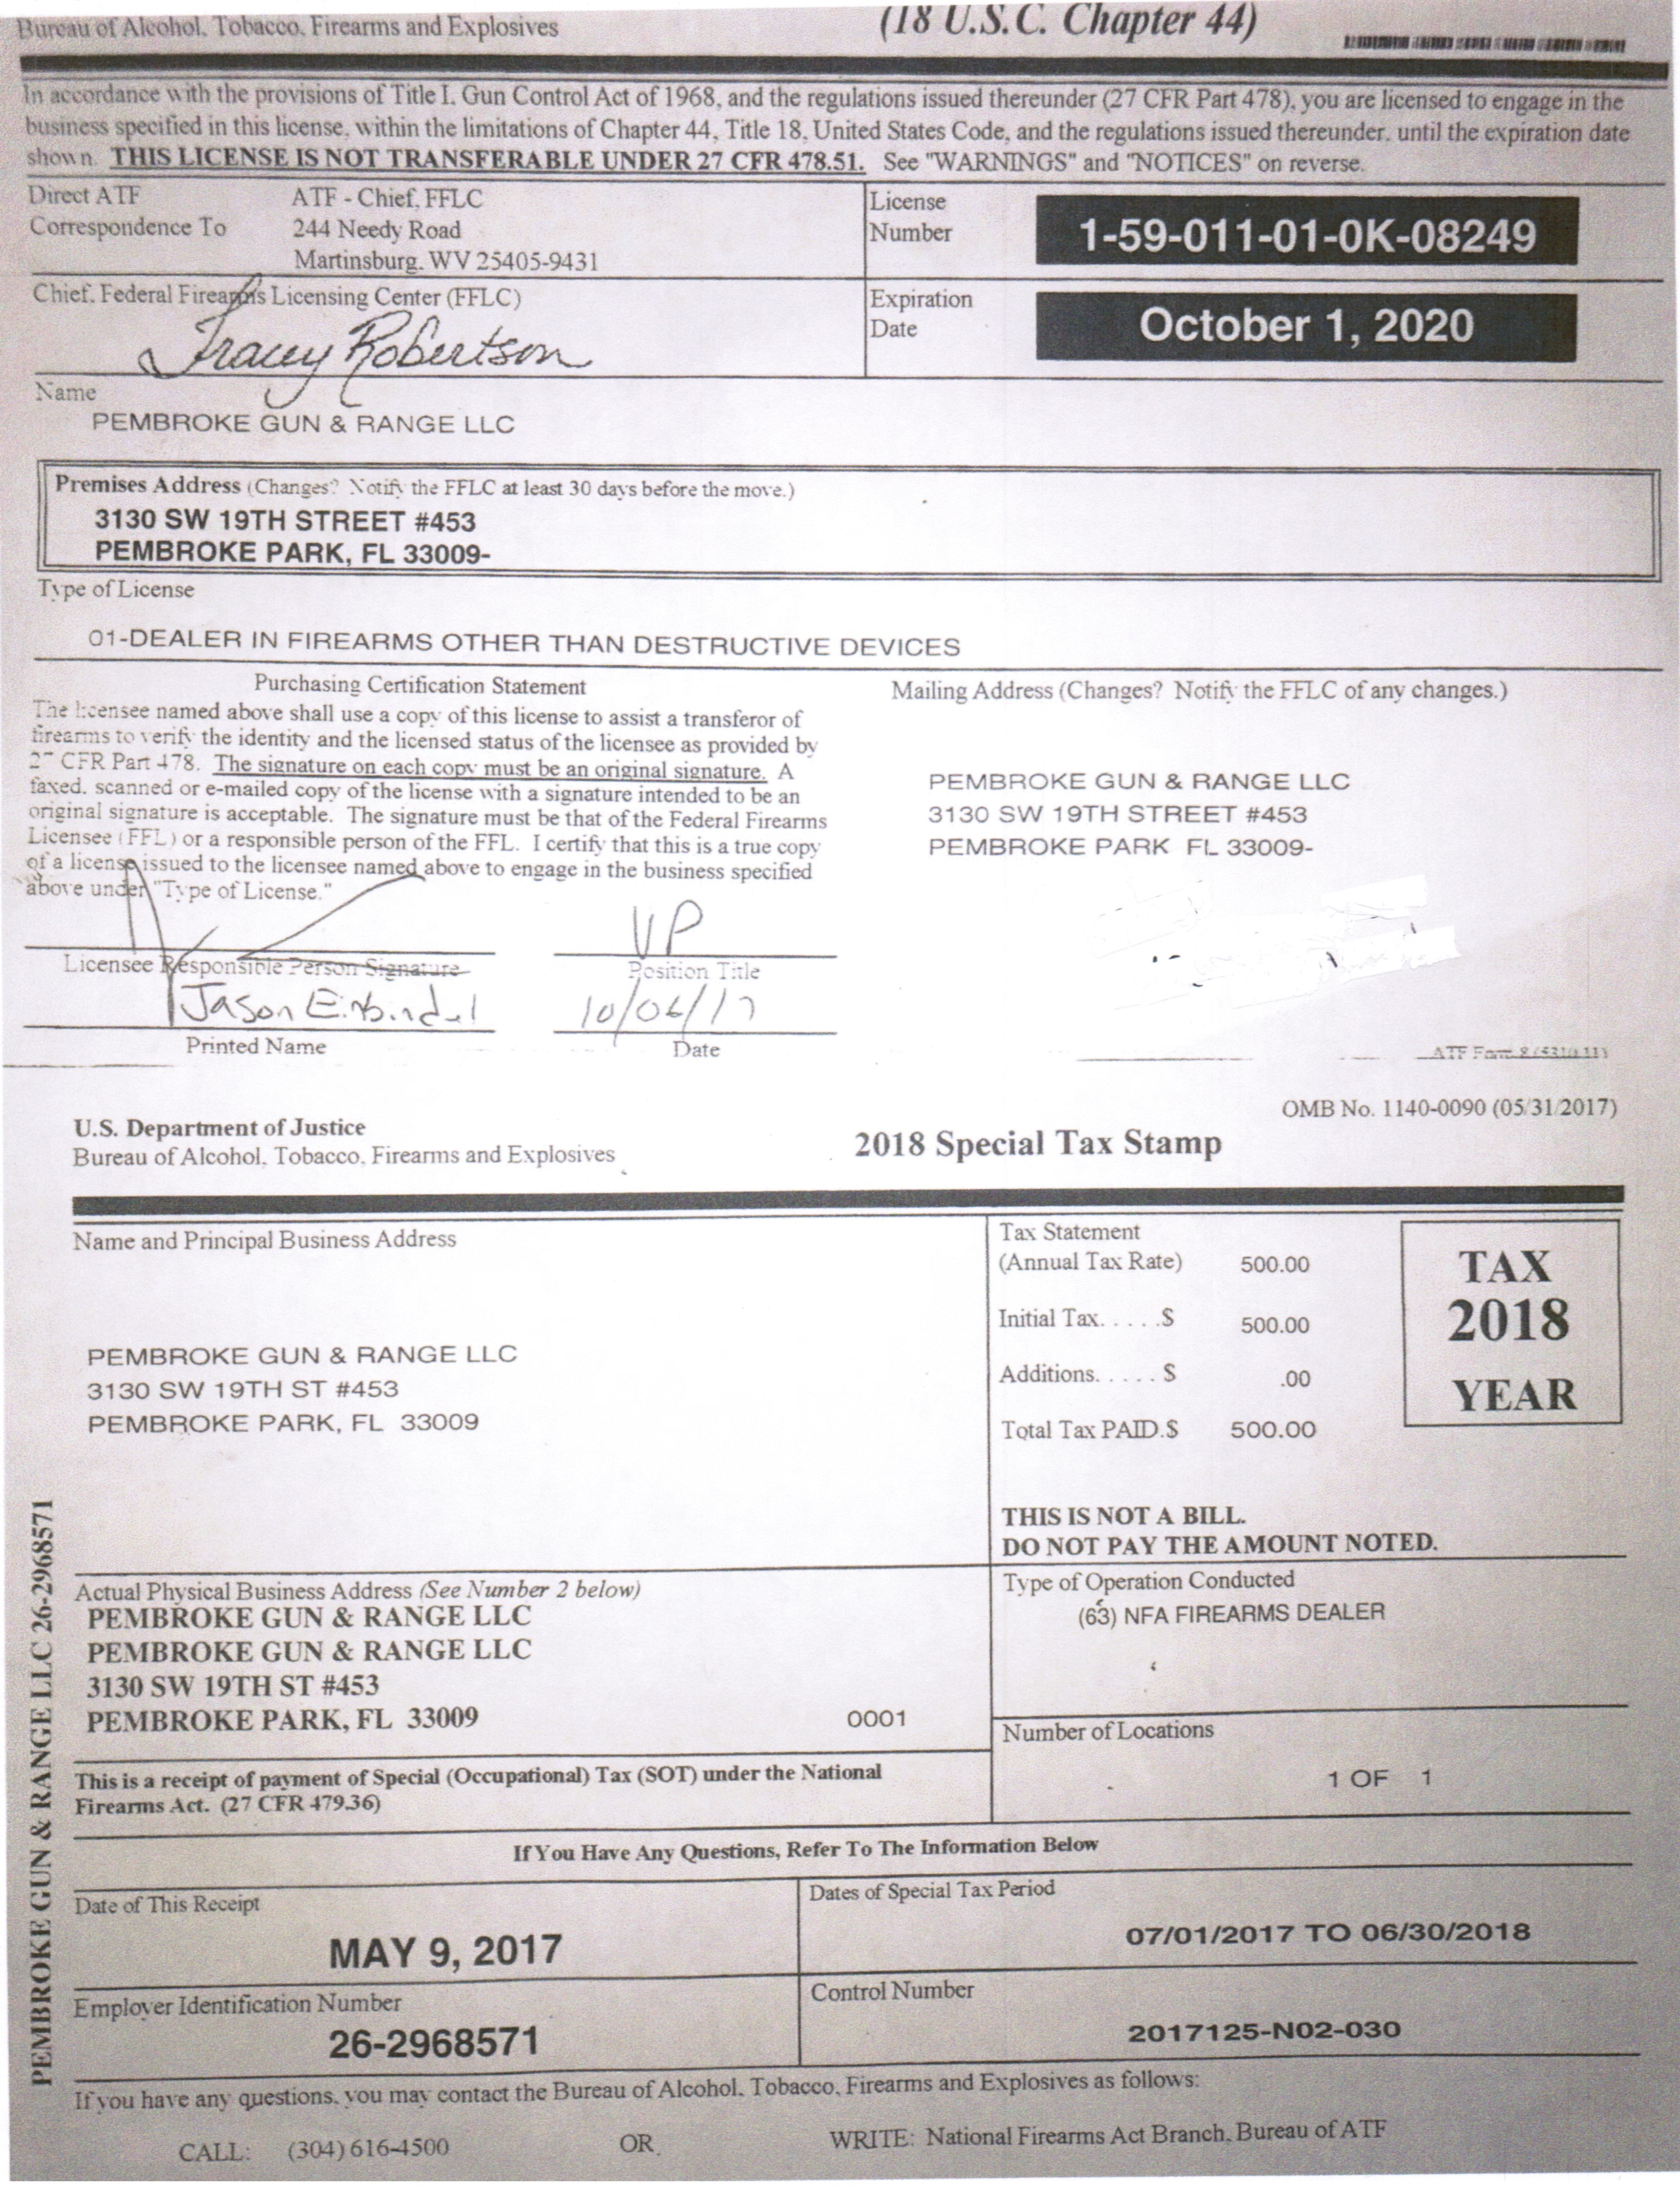 Bureau of Alcohol, Tobacco, Firearms and Explosives
(18 U.S.C. Chapter 44)
In accordance with the provisions of Title I, Gun Control Act of 1968, and the regulations issued thereunder (27 CFR Part 478), you are licensed to engage in the
business specified in this license, within the limitations of Chapter 44, Title 18, United States Code, and the regulations issued thereunder, until the expiration date
shown. THIS LICENSE IS NOT TRANSFERABLE UNDER 27 CFR 478.51. See "WARNINGS" and "NOTICES" on reverse.
Direct ATF
Correspondence To
ATF - Chief, FFLC
244 Needy Road
Martinsburg, WV 25405-9431
License
Number
1-59-011-01-0K-08249
Chief, Federal Firearms Licensing Center (FFLC)
Tracey Robertson
Expiration
Date
October 1, 2020
Name
PEMBROKE GUN & RANGE LLC
Premises Address (Changes? Notify the FFLC at least 30 days before the move.)
3130 SW 19TH STREET #453
PEMBROKE PARK, FL 33009-
Type of License
01-DEALER IN FIREARMS OTHER THAN DESTRUCTIVE DEVICES
Purchasing Certification Statement
The licensee named above shall use a copy of this license to assist a transferor of
firearms to verify the identity and the licensed status of the licensee as provided by
27 CFR Part 478. The signature on each copy must be an original signature. A
faxed, scanned or e-mailed copy of the license with a signature intended to be an
original signature is acceptable. The signature must be that of the Federal Firearms
Licensee (FFL) or a responsible person of the FFL. I certify that this is a true copy
of a license issued to the licensee named above to engage in the business specified
above under "Type of License."
Mailing Address (Changes? Notify the FFLC of any changes.)
PEMBROKE GUN & RANGE LLC
3130 SW 19TH STREET #453
PEMBROKE PARK FL 33009-
VP
Licensee Responsible Person Signature
Position Title
Jason
10/06/17
Printed Name
Date
ATF Form 8 (5310.11)
OMB No. 1140-0090 (05/31/2017)
U.S. Department of Justice
Bureau of Alcohol, Tobacco, Firearms and Explosives
2018 Special Tax Stamp
Name and Principal Business Address
PEMBROKE GUN & RANGE LLC
3130 SW 19TH ST #453
PEMBROKE PARK, FL 33009
Tax Statement
(Annual Tax Rate) 500.00
Initial Tax. . . . .$ 500.00
Additions. . . . . $ .00
Total Tax PAID.$ 500.00
TAX
2018
YEAR
THIS IS NOT A BILL.
DO NOT PAY THE AMOUNT NOTED.
Actual Physical Business Address (See Number 2 below)
PEMBROKE GUN & RANGE LLC
PEMBROKE GUN & RANGE LLC
3130 SW 19TH ST #453
PEMBROKE PARK, FL 33009 0001
Type of Operation Conducted
(63) NFA FIREARMS DEALER
Number of Locations
1 OF 1
This is a receipt of payment of Special (Occupational) Tax (SOT) under the National
Firearms Act. (27 CFR 479.36)
If You Have Any Questions, Refer To The Information Below
Date of This Receipt
MAY 9, 2017
Dates of Special Tax Period
07/01/2017 TO 06/30/2018
Employer Identification Number
26-2968571
Control Number
2017125-N02-030
PEMBROKE GUN & RANGE LLC 26-2968571
If you have any questions, you may contact the Bureau of Alcohol, Tobacco, Firearms and Explosives as follows:
CALL: (304) 616-4500 OR WRITE: National Firearms Act Branch, Bureau of ATF